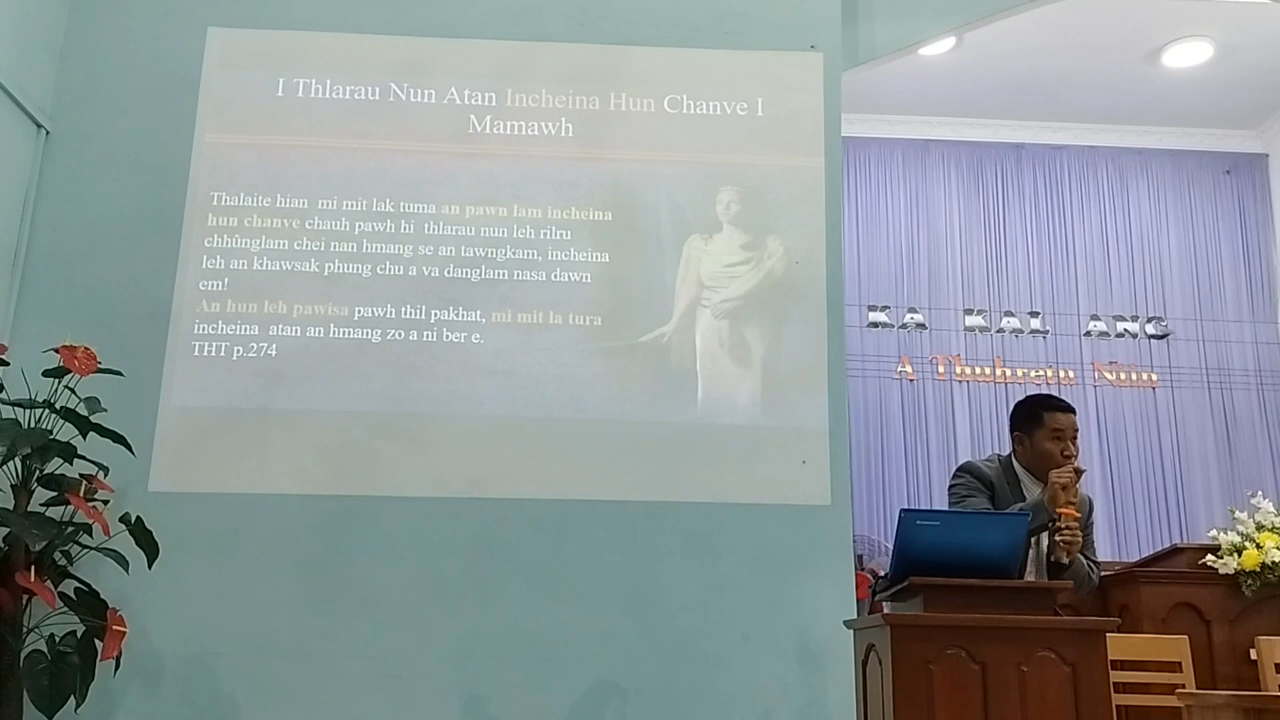 I Thlarau Nun Atan Incheina Hun Chanve I
Mamawh
Thalaite hian mi mit lak tuma an pawn lam incheina
hun chanve chauh pawh hi thlarau nun leh rilru
chhûnglam chei nan hmang se an tawngkam, incheina
leh an khawsak phung chu a va danglam nasa dawn
em!
An hun leh pawisa pawh thil pakhat, mi mit la tura
incheina atan an hmang zo a ni ber e.
THT p.274
KA KAL ANG
A Thuhretu Niin